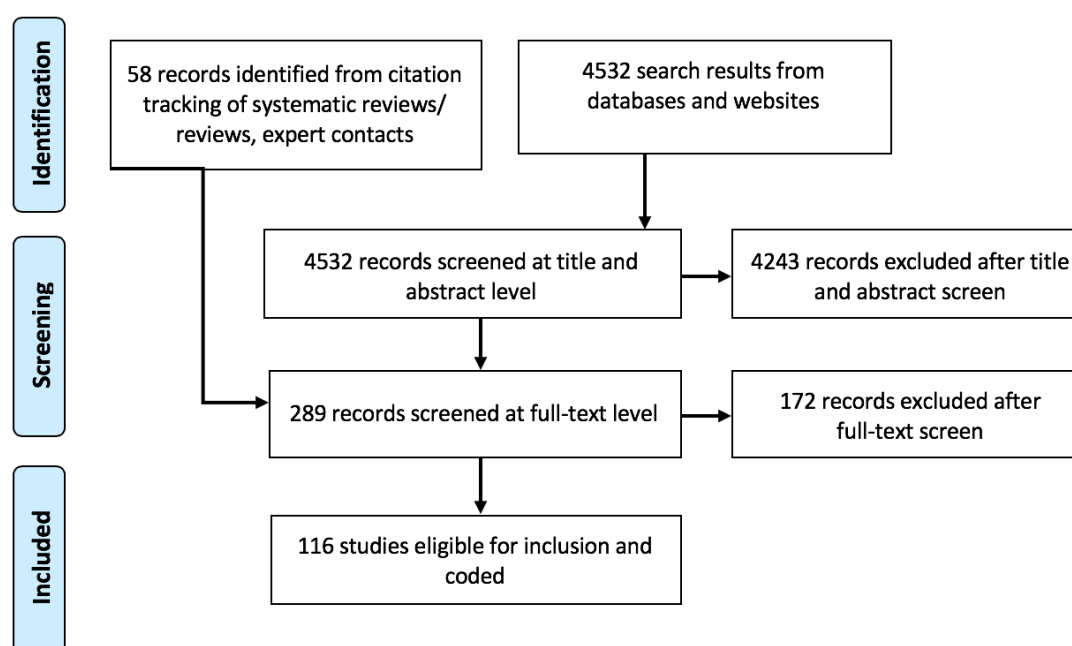 Identification
58 records identified from citation
tracking of systematic reviews/
reviews, expert contacts
4532 search results from
databases and websites
Screening
4532 records screened at title and
abstract level
4243 records excluded after title
and abstract screen
289 records screened at full-text level
172 records excluded after
full-text screen
Included
116 studies eligible for inclusion and
coded